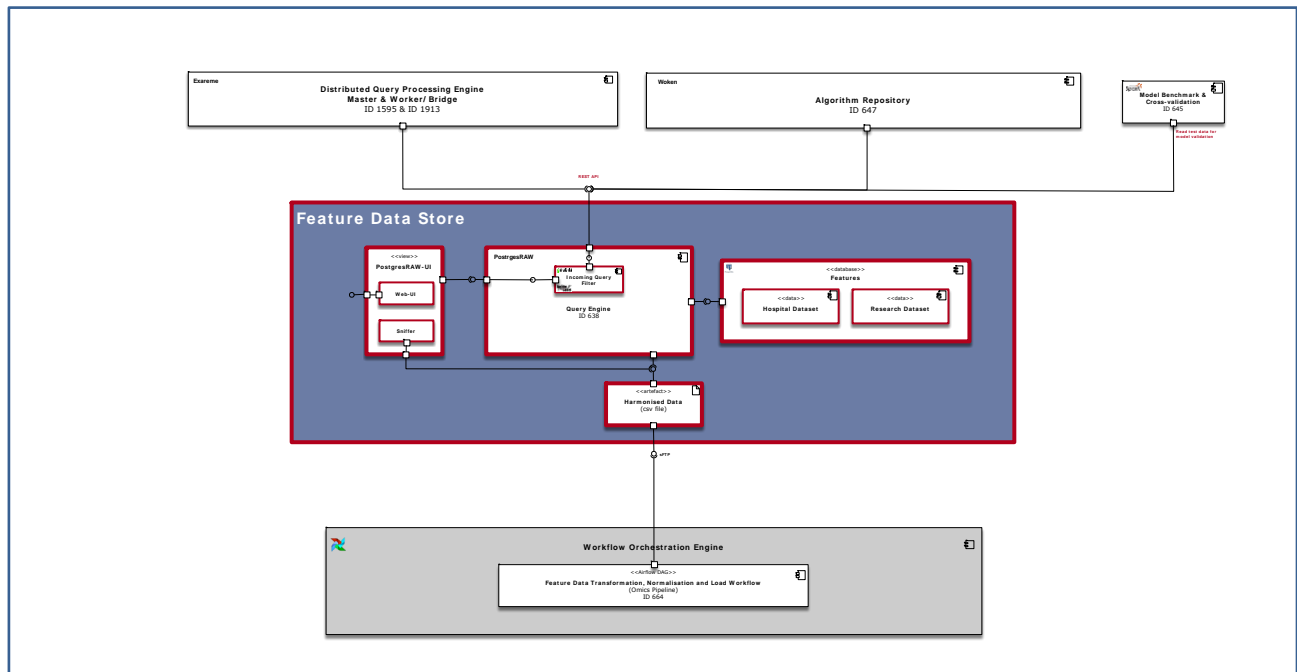 Exareme
Distributed Query Processing Engine
Master & Worker/ Bridge
ID 1595 & ID 1913
Woken
Algorithm Repository
ID 647
Spark
Model Benchmark &
Cross-validation
ID 645
Read test data for
model validation
REST API
Feature Data Store
<<view>>
PostgresRAW-UI
Web-UI
Sniffer
PostrgesRAW
Incoming Query
Filter
Query Engine
ID 638
<<database>>
Features
<<data>>
Hospital Dataset
<<data>>
Research Dataset
<<artefact>>
Harmonised Data
(csv file)
sFTP
Workflow Orchestration Engine
<<Airflow DAG>>
Feature Data Transformation, Normalisation and Load Workflow
(Omics Pipeline)
ID 664